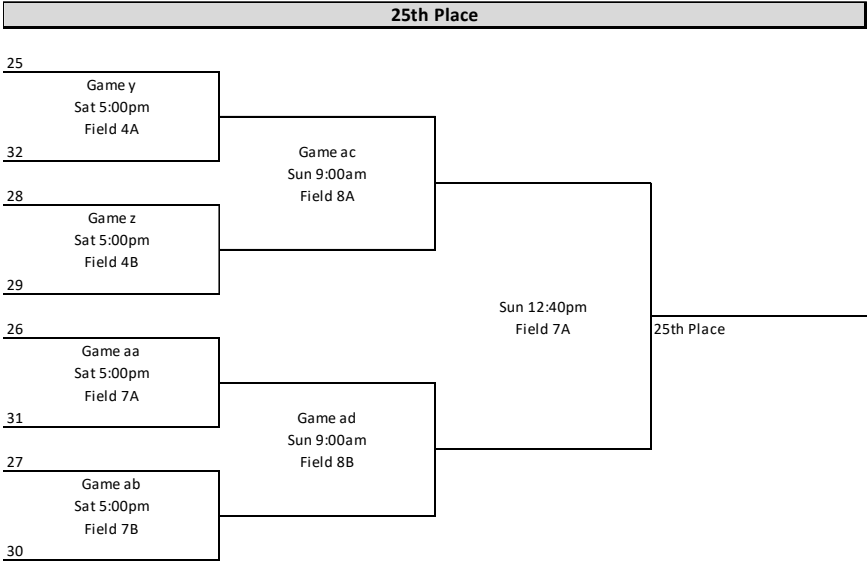 25th Place
25
Game y
Sat 5:00pm
Field 4A
32
Game ac
Sun 9:00am
Field 8A
28
Game z
Sat 5:00pm
Field 4B
29
Sun 12:40pm
Field 7A
25th Place
26
Game aa
Sat 5:00pm
Field 7A
31
Game ad
Sun 9:00am
Field 8B
27
Game ab
Sat 5:00pm
Field 7B
30